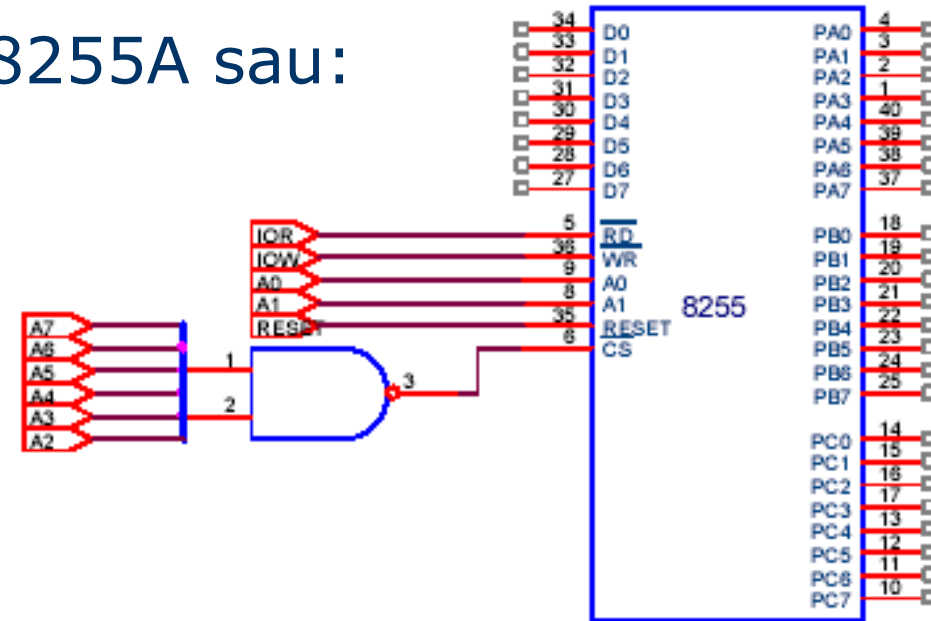 8255A sau:
34 D0 PA0 4
33 D1 PA1 3
32 D2 PA2 2
31 D3 PA3 1
30 D4 PA4 40
29 D5 PA5 39
28 D6 PA6 38
27 D7 PA7 37
IOR 5 RD PB0 18
IOW 36 WR PB1 19
A0 9 A0 PB2 20
A1 8 A1 PB3 21
8255
RESET 35 RESET PB4 22
A7 6 CS PB5 23
A6 1 PB6 24
A5 3 PB7 25
A4 2
A3
A2
PC0 14
PC1 15
PC2 16
PC3 17
PC4 13
PC5 12
PC6 11
PC7 10